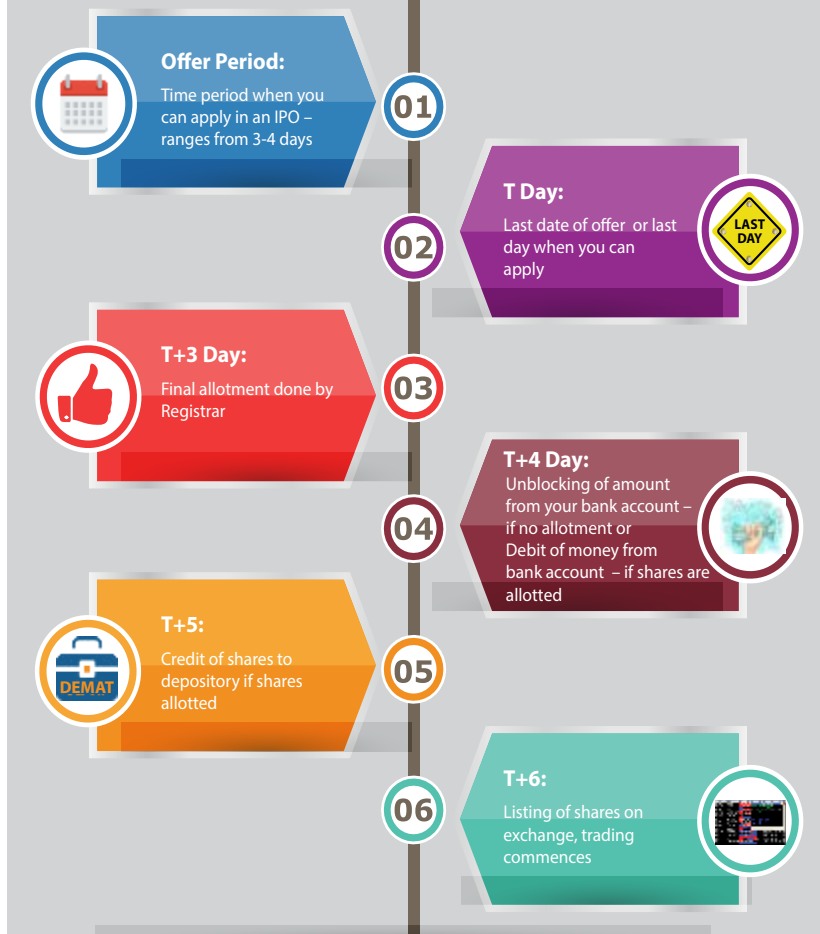 Offer Period:
Time period when you
can apply in an IPO –
ranges from 3-4 days
01
T Day:
Last date of offer or last
day when you can
apply
LAST
DAY
02
T+3 Day:
Final allotment done by
Registrar
03
T+4 Day:
Unblocking of amount
from your bank account –
if no allotment or
Debit of money from
bank account – if shares are
allotted
04
T+5:
Credit of shares to
depository if shares
allotted
DEMAT
05
T+6:
Listing of shares on
exchange, trading
commences
06